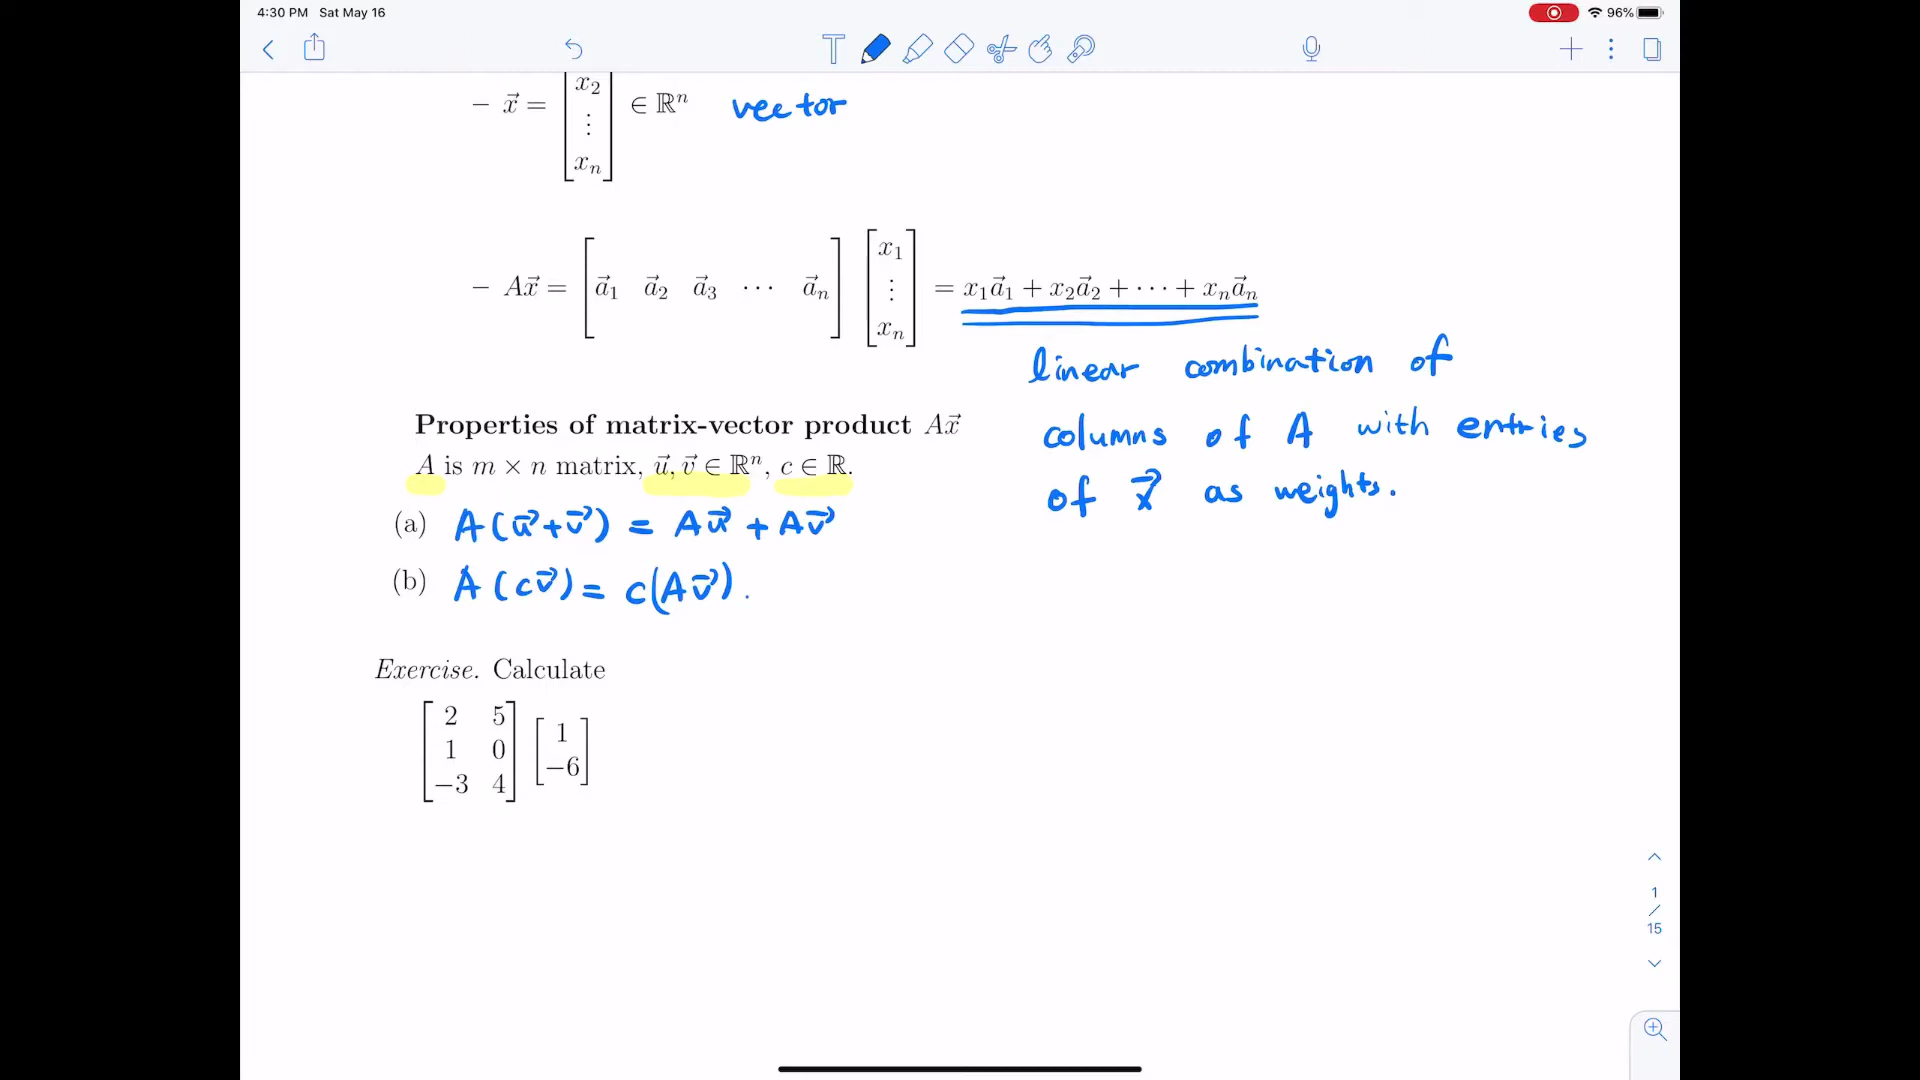 4:30 PM Sat May 16 96%
T
x₂
– x⃗ = ⋮ ∈ ℝⁿ vector
xₙ
– Ax⃗ = [a⃗₁ a⃗₂ a⃗₃ ⋯ a⃗ₙ] [x₁ ⋮ xₙ] = x₁a⃗₁ + x₂a⃗₂ + ⋯ + xₙa⃗ₙ
linear combination of
columns of A with entries
of x⃗ as weights.
Properties of matrix-vector product Ax⃗
A is m × n matrix, u⃗, v⃗ ∈ ℝⁿ, c ∈ ℝ.
(a) A(u⃗+v⃗) = Au⃗ + Av⃗
(b) A(cv⃗) = c(Av⃗).
Exercise. Calculate
2 5
1 0
−3 4
1
−6
1
/
15